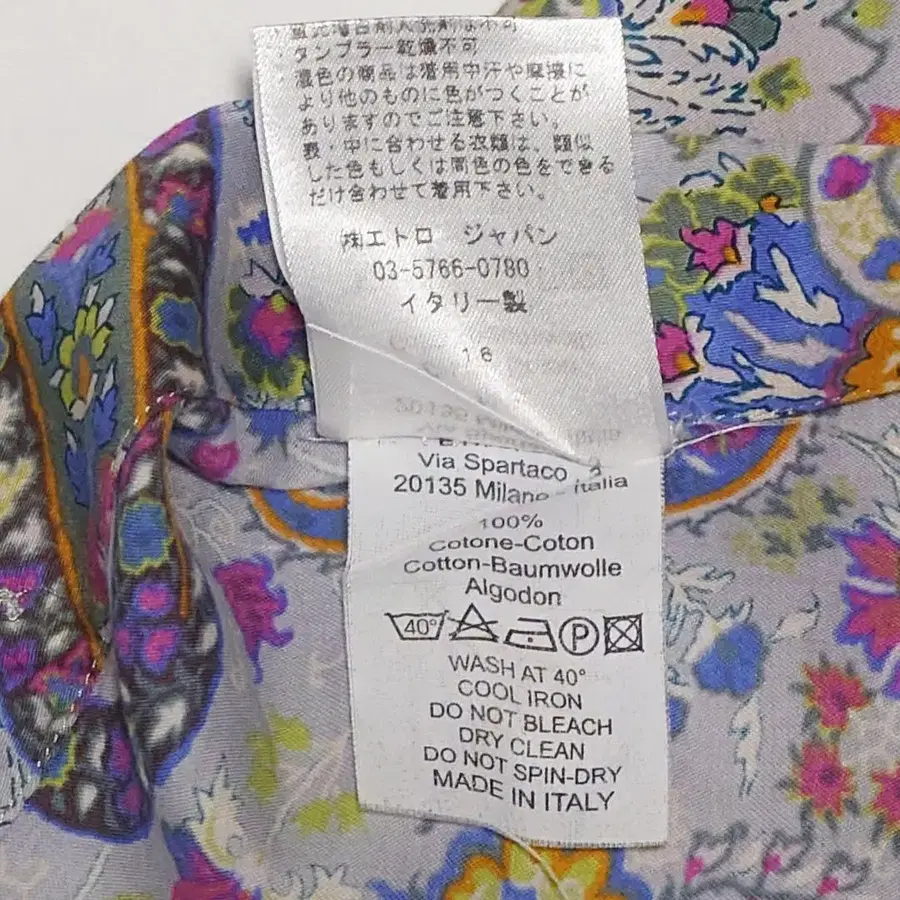 タンブラー乾燥不可
濃色の商品は着用中汗や摩擦に
より他のものに色がつくことが
ありますのでご注意下さい。
表・中に合わせる衣類は、類似
した色もしくは同色の色をできる
だけ合わせて着用下さい。
㈱エトロ ジャパン
03-5766-0780
イタリー製
16
Via Spartaco
20135 Milano - Italia
100%
Cotone-Coton
Cotton-Baumwolle
Algodon
40°
P
WASH AT 40°
COOL IRON
DO NOT BLEACH
DRY CLEAN
DO NOT SPIN-DRY
MADE IN ITALY